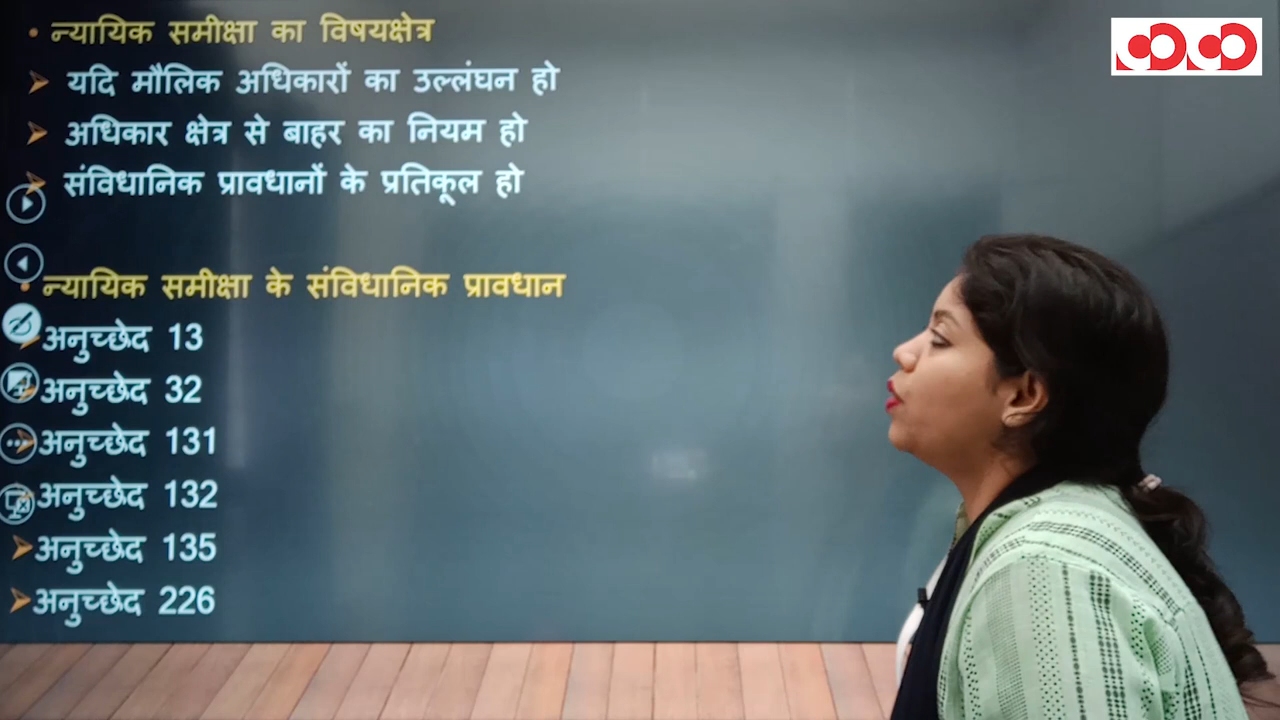 • न्यायिक समीक्षा का विषयक्षेत्र
➢ यदि मौलिक अधिकारों का उल्लंघन हो
➢ अधिकार क्षेत्र से बाहर का नियम हो
➢ संविधानिक प्रावधानों के प्रतिकूल हो
• न्यायिक समीक्षा के संविधानिक प्रावधान
➢ अनुच्छेद 13
➢ अनुच्छेद 32
➢ अनुच्छेद 131
➢ अनुच्छेद 132
➢ अनुच्छेद 135
➢ अनुच्छेद 226